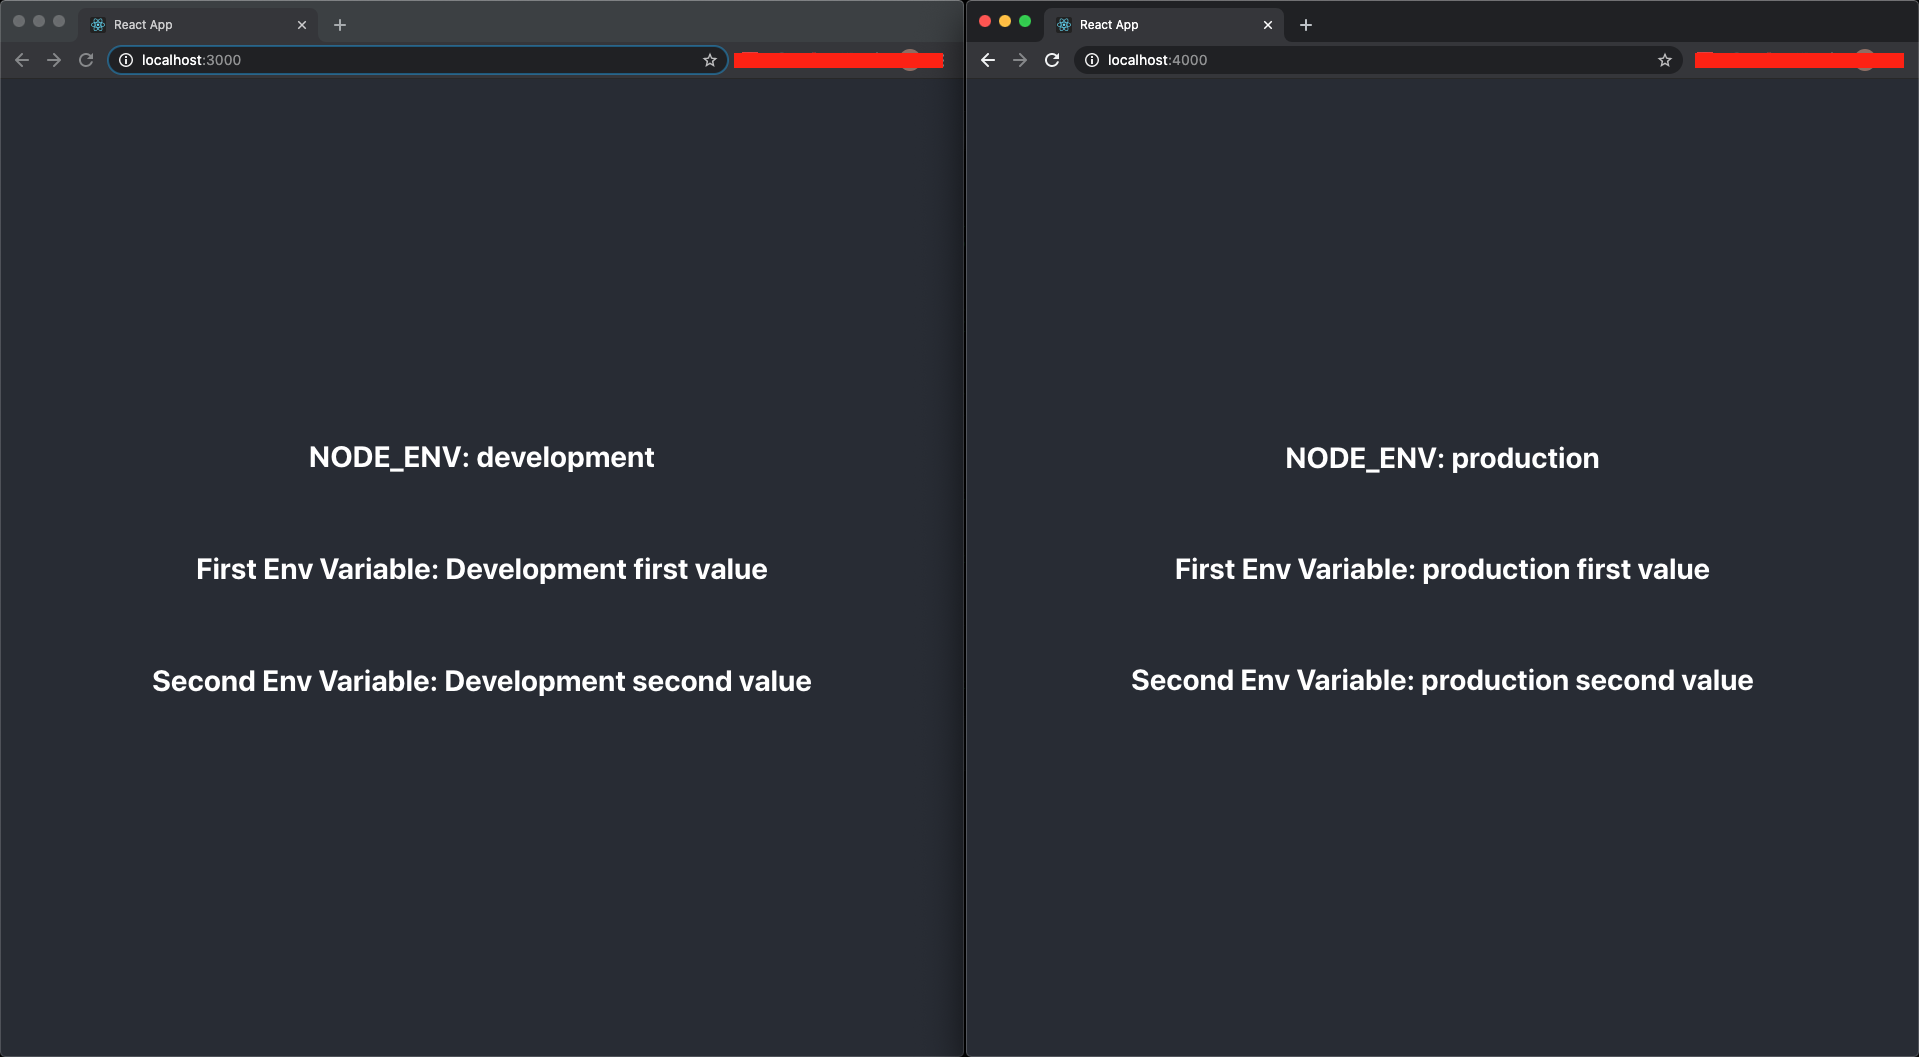 React App
localhost:3000
NODE_ENV: development
First Env Variable: Development first value
Second Env Variable: Development second value
React App
localhost:4000
NODE_ENV: production
First Env Variable: production first value
Second Env Variable: production second value